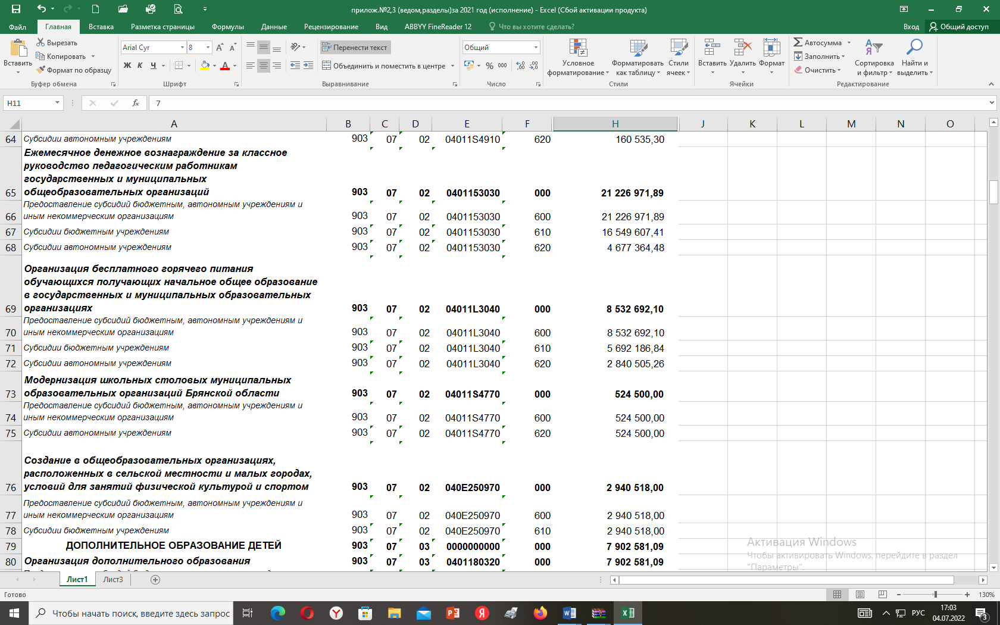 прилож.№2,3 (ведом,разделы)за 2021 год (исполнение) - Excel (Сбой активации продукта)
Файл Главная Вставка Разметка страницы Формулы Данные Рецензирование Вид ABBYY FineReader 12 Что вы хотите сделать? Вход Общий доступ
Вставить Вырезать Копировать Формат по образцу
Буфер обмена
Arial Cyr 8
Ж К Ч
Шрифт
Перенести текст
Объединить и поместить в центре
Выравнивание
Общий
% 000
Число
Условное форматирование Форматировать как таблицу Стили ячеек
Стили
Вставить Удалить Формат
Ячейки
Автосумма Заполнить Очистить Сортировка и фильтр Найти и выделить
Редактирование
H11 fx 7
A B C D E F H J K L M N O
64 Субсидии автономным учреждениям 903 07 02 04011S4910 620 160 535,30
Ежемесячное денежное вознаграждение за классное
руководство педагогическим работникам
государственных и муниципальных
65 общеобразовательных организаций 903 07 02 0401153030 000 21 226 971,89
Предоставление субсидий бюджетным, автономным учреждениям и
66 иным некоммерческим организациям 903 07 02 0401153030 600 21 226 971,89
67 Субсидии бюджетным учреждениям 903 07 02 0401153030 610 16 549 607,41
68 Субсидии автономным учреждениям 903 07 02 0401153030 620 4 677 364,48
Организация бесплатного горячего питания
обучающихся получающих начальное общее образование
в государственных и муниципальных образовательных
69 организациях 903 07 02 04011L3040 000 8 532 692,10
Предоставление субсидий бюджетным, автономным учреждениям и
70 иным некоммерческим организациям 903 07 02 04011L3040 600 8 532 692,10
71 Субсидии бюджетным учреждениям 903 07 02 04011L3040 610 5 692 186,84
72 Субсидии автономным учреждениям 903 07 02 04011L3040 620 2 840 505,26
Модернизация школьных столовых муниципальных
73 образовательных организаций Брянской области 903 07 02 04011S4770 000 524 500,00
Предоставление субсидий бюджетным, автономным учреждениям и
74 иным некоммерческим организациям 903 07 02 04011S4770 600 524 500,00
75 Субсидии автономным учреждениям 903 07 02 04011S4770 620 524 500,00
Создание в общеобразовательных организациях,
расположенных в сельской местности и малых городах,
76 условий для занятий физической культурой и спортом 903 07 02 040E250970 000 2 940 518,00
Предоставление субсидий бюджетным, автономным учреждениям и
77 иным некоммерческим организациям 903 07 02 040E250970 600 2 940 518,00
78 Субсидии бюджетным учреждениям 903 07 02 040E250970 610 2 940 518,00
79 ДОПОЛНИТЕЛЬНОЕ ОБРАЗОВАНИЕ ДЕТЕЙ 903 07 03 0000000000 000 7 902 581,09
80 Организация дополнительного образования 903 07 03 0401180320 000 7 902 581,09
Активация Windows
Чтобы активировать Windows, перейдите в раздел
"Параметры".
Лист1 Лист3
Готово 130%
Чтобы начать поиск, введите здесь запрос
РУС 17:03
04.07.2022 3